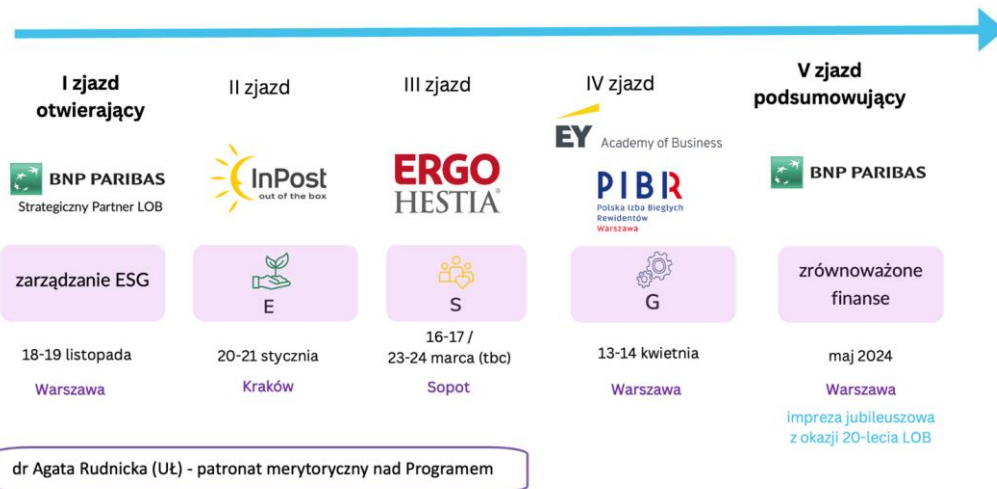 I zjazd
otwierający
II zjazd
III zjazd
IV zjazd
V zjazd
podsumowujący
BNP PARIBAS
Strategiczny Partner LOB
InPost
out of the box
ERGO
HESTIA®
EY Academy of Business
PIBR
Polska Izba Biegłych
Rewidentów
Warszawa
BNP PARIBAS
zarządzanie ESG
E
S
G
zrównoważone
finanse
18-19 listopada
Warszawa
20-21 stycznia
Kraków
16-17 /
23-24 marca (tbc)
Sopot
13-14 kwietnia
Warszawa
maj 2024
Warszawa
impreza jubileuszowa
z okazji 20-lecia LOB
dr Agata Rudnicka (UŁ) - patronat merytoryczny nad Programem